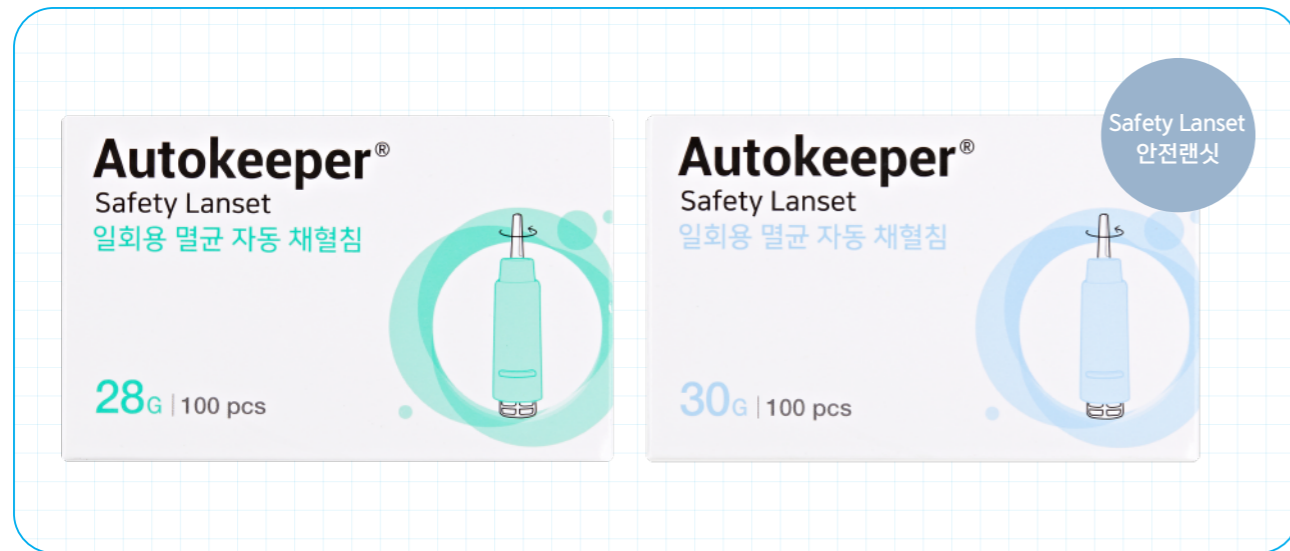 Autokeeper®
Safety Lanset
일회용 멸균 자동 채혈침
28G | 100 pcs
Autokeeper®
Safety Lanset
일회용 멸균 자동 채혈침
30G | 100 pcs
Safety Lanset
안전랜싯